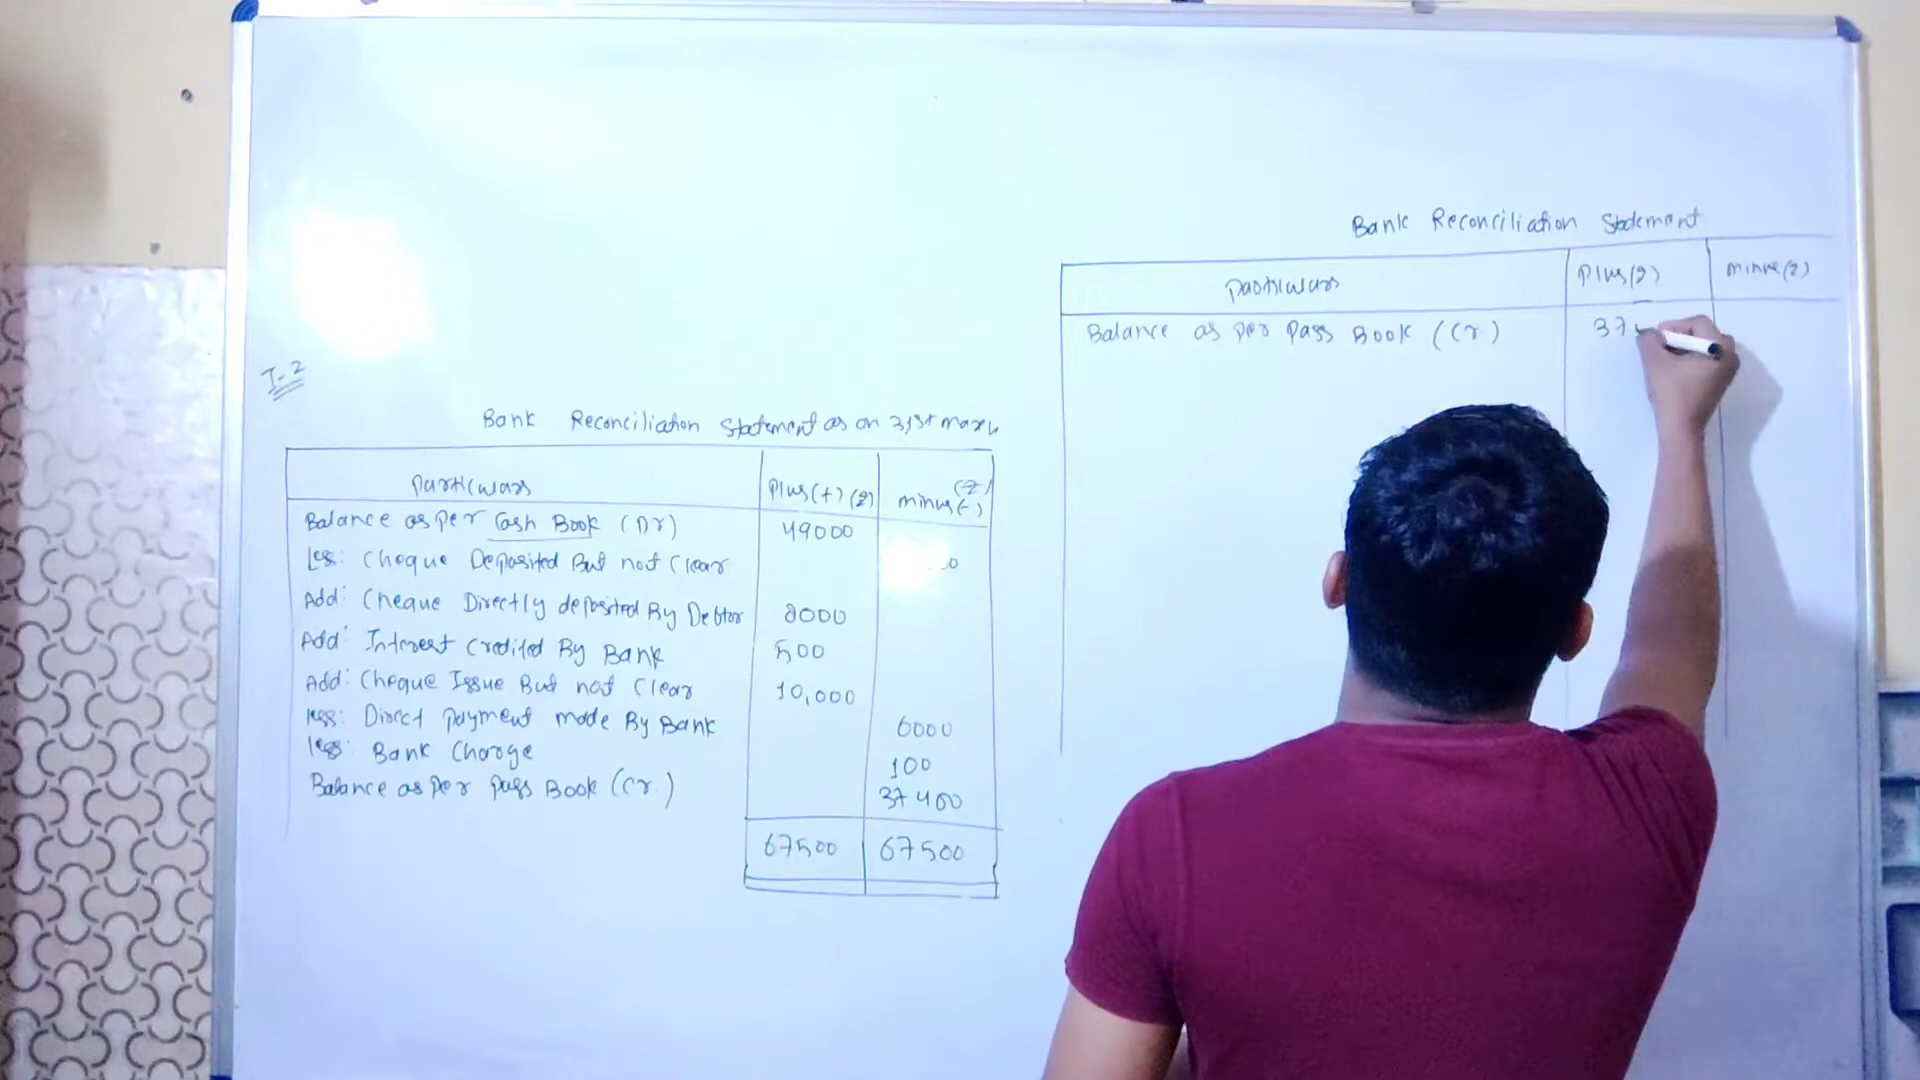 I-2
Bank Reconciliation Statement as on 31st march
Particulars Plus(+) (₹) minus(-) (₹)
Balance as per Cash Book (Dr) 49000
Less: Cheque Deposited But not Clear
Add: Cheque Directly deposited By Debtor 8000
Add: Interest Credited By Bank 500
Add: Cheque Issue But not Clear 10,000
Less: Direct Payment made By Bank 6000
Less: Bank Charge 100
Balance as per Pass Book (Cr.) 37400
67500 67500
Bank Reconciliation Statement
Particulars Plus(₹) minus(₹)
Balance as per Pass Book (Cr)